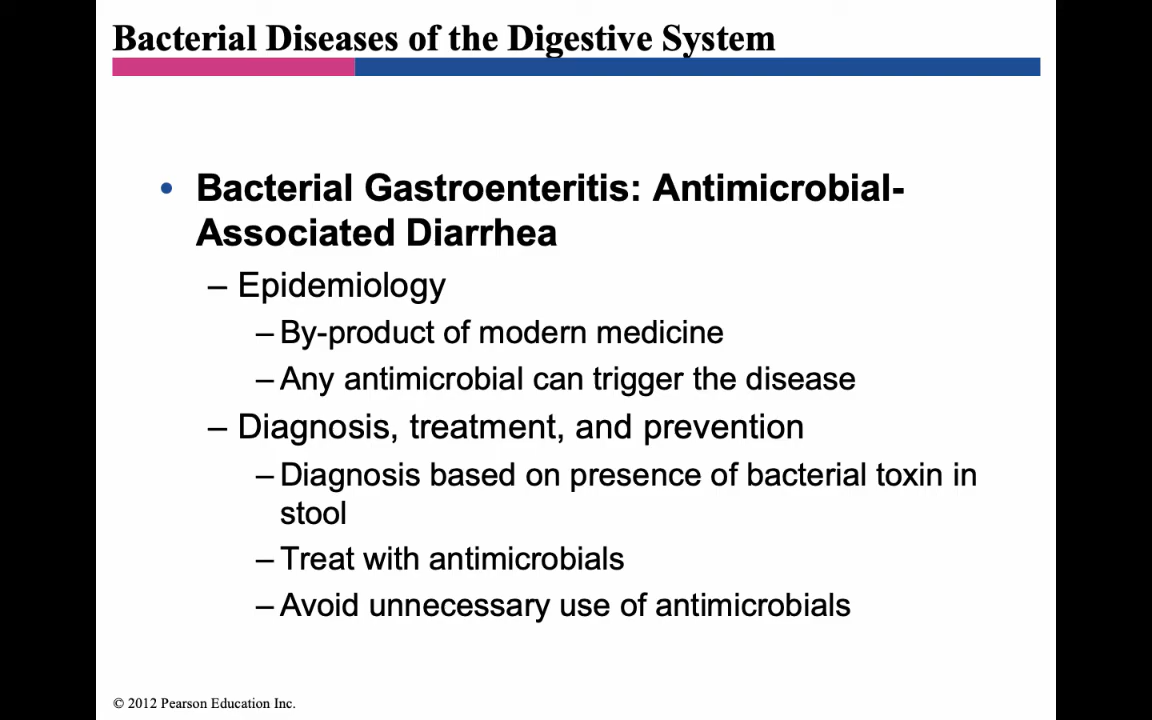 Bacterial Diseases of the Digestive System
• Bacterial Gastroenteritis: Antimicrobial-
Associated Diarrhea
– Epidemiology
– By-product of modern medicine
– Any antimicrobial can trigger the disease
– Diagnosis, treatment, and prevention
– Diagnosis based on presence of bacterial toxin in
stool
– Treat with antimicrobials
– Avoid unnecessary use of antimicrobials
© 2012 Pearson Education Inc.